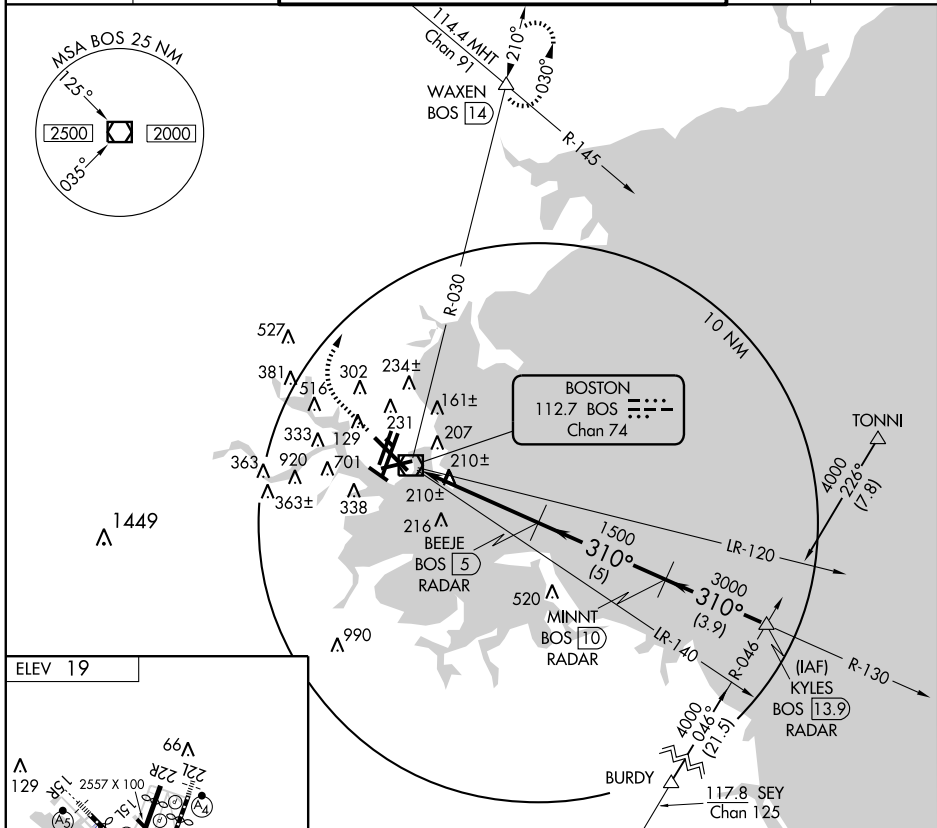 MSA BOS 25 NM
125°
2500
2000
035°
114.4 MHT
Chan 91
210°
030°
WAXEN
BOS 14
R-145
R-030
10 NM
527
381
516
302
234±
161±
231
333
129
207
363
920
701
210±
363±
338
210±
216
1449
990
520
BOSTON
112.7 BOS
Chan 74
TONNI
4000
226°
(7.8)
1500
310°
(5)
LR-120
BEEJE
BOS 5
RADAR
3000
310°
(3.9)
MINNT
BOS 10
RADAR
LR-140
R-046
(IAF)
KYLES
BOS 13.9
RADAR
R-130
4000
046°
(21.5)
BURDY
117.8 SEY
Chan 125
ELEV 19
129
66
15R
2557 X 100
15L
22R
22L
A5
P
P
A4